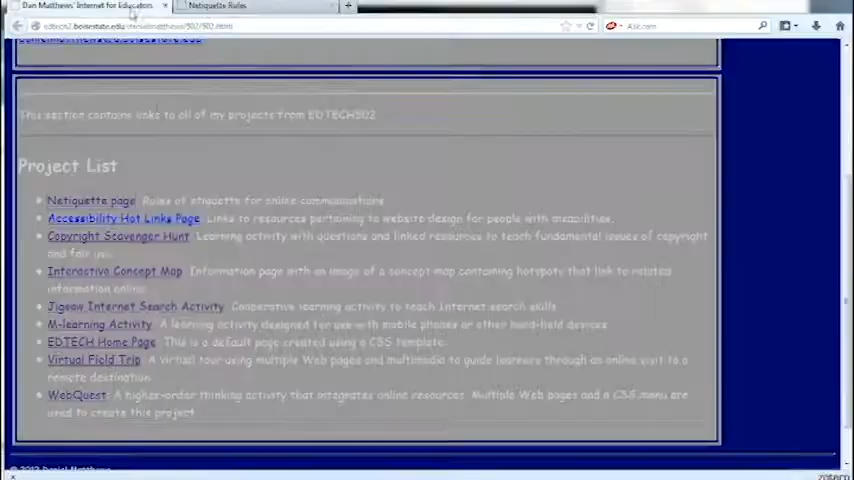 Dan Matthews' Internet for Educators
Netiquette Rules
Ask.com
This section contains links to all of my projects from EDTECH502
Project List
Netiquette page Rules of etiquette for online communications
Accessibility Hot Links Page Links to resources pertaining to website design for people with disabilities.
Copyright Scavenger Hunt Learning activity with questions and linked resources to teach fundamental issues of copyright
and fair use.
Interactive Concept Map Information page with an image of a concept map containing hotspots that link to related
information online.
Jigsaw Internet Search Activity Cooperative learning activity to teach Internet search skills
M-learning Activity A learning activity designed for use with mobile phones or other hand-held devices
EDTECH Home Page This is a default page created using a CSS template.
Virtual Field Trip A virtual tour using multiple Web pages and multimedia to guide learners through an online visit to a
remote destination.
WebQuest A higher-order thinking activity that integrates online resources. Multiple Web pages and a CSS menu are
used to create this project
© 2012 Daniel Matthews
zotero